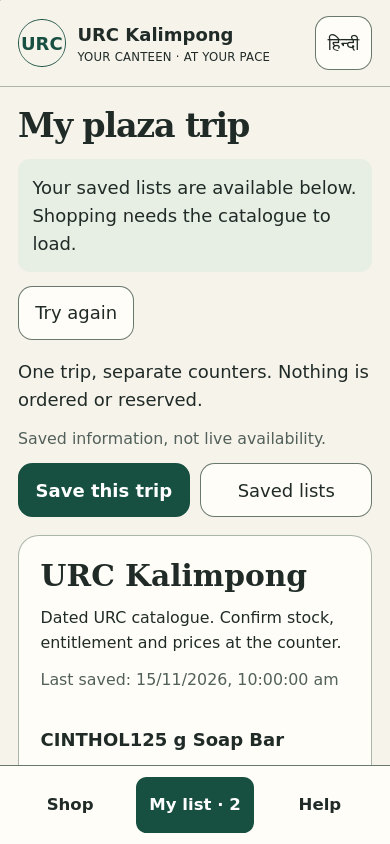 URC
URC Kalimpong
YOUR CANTEEN · AT YOUR PACE
हिन्दी
My plaza trip
Your saved lists are available below.
Shopping needs the catalogue to
load.
Try again
One trip, separate counters. Nothing is
ordered or reserved.
Saved information, not live availability.
Save this trip
Saved lists
URC Kalimpong
Dated URC catalogue. Confirm stock,
entitlement and prices at the counter.
Last saved: 15/11/2026, 10:00:00 am
CINTHOL125 g Soap Bar
Shop
My list · 2
Help